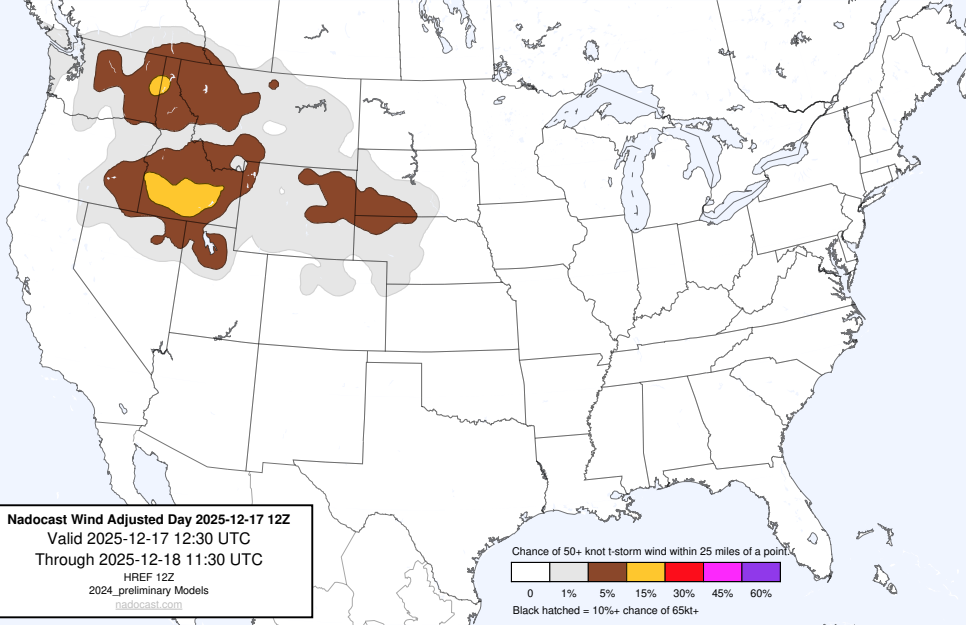 Nadocast Wind Adjusted Day 2025-12-17 12Z
Valid 2025-12-17 12:30 UTC
Through 2025-12-18 11:30 UTC
HREF 12Z
2024_preliminary Models
nadocast.com
Chance of 50+ knot t-storm wind within 25 miles of a point.
0 1% 5% 15% 30% 45% 60%
Black hatched = 10%+ chance of 65kt+